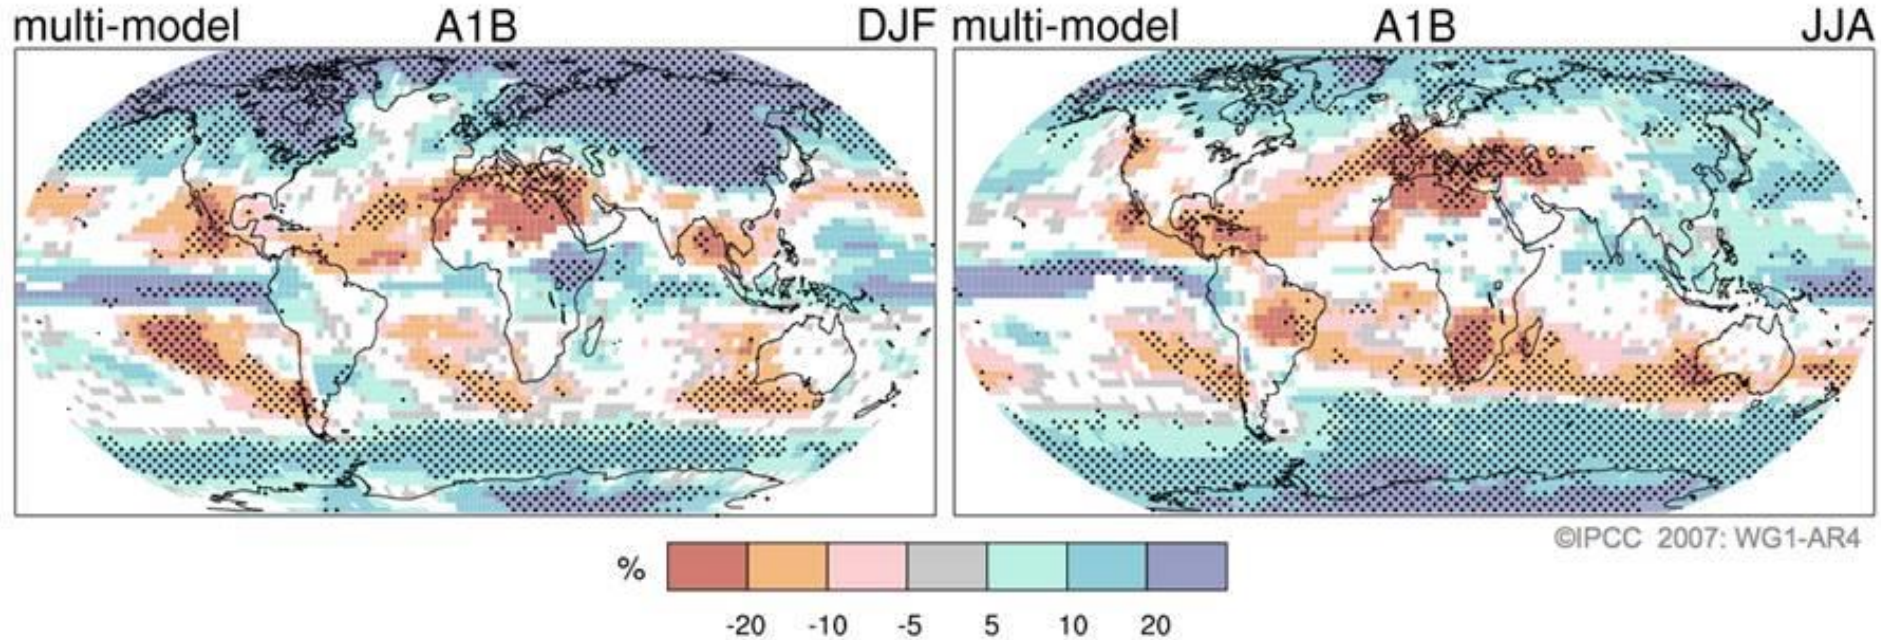 multi-model A1B DJF
multi-model A1B JJA
©IPCC 2007: WG1-AR4
%
-20 -10 -5 5 10 20